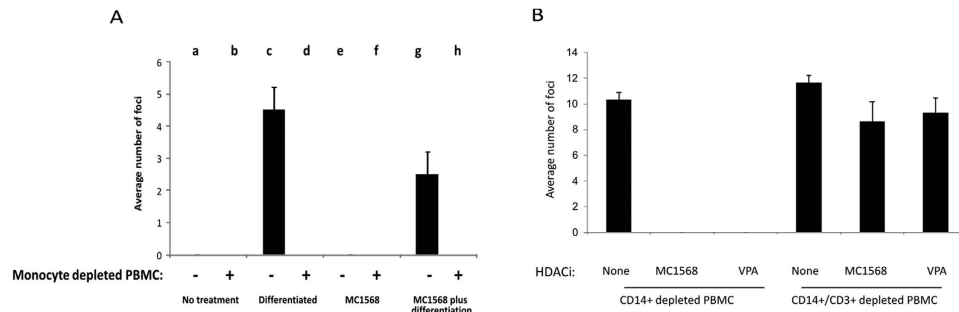 A
a b c d e f g h
Average number of foci
6
5
4
3
2
1
0
Monocyte depleted PBMC: - + - + - + - +
No treatment Differentiated MC1568 MC1568 plus
differentiation
B
Average number of foci
14
12
10
8
6
4
2
0
HDACi: None MC1568 VPA None MC1568 VPA
CD14+ depleted PBMC CD14+/CD3+ depleted PBMC